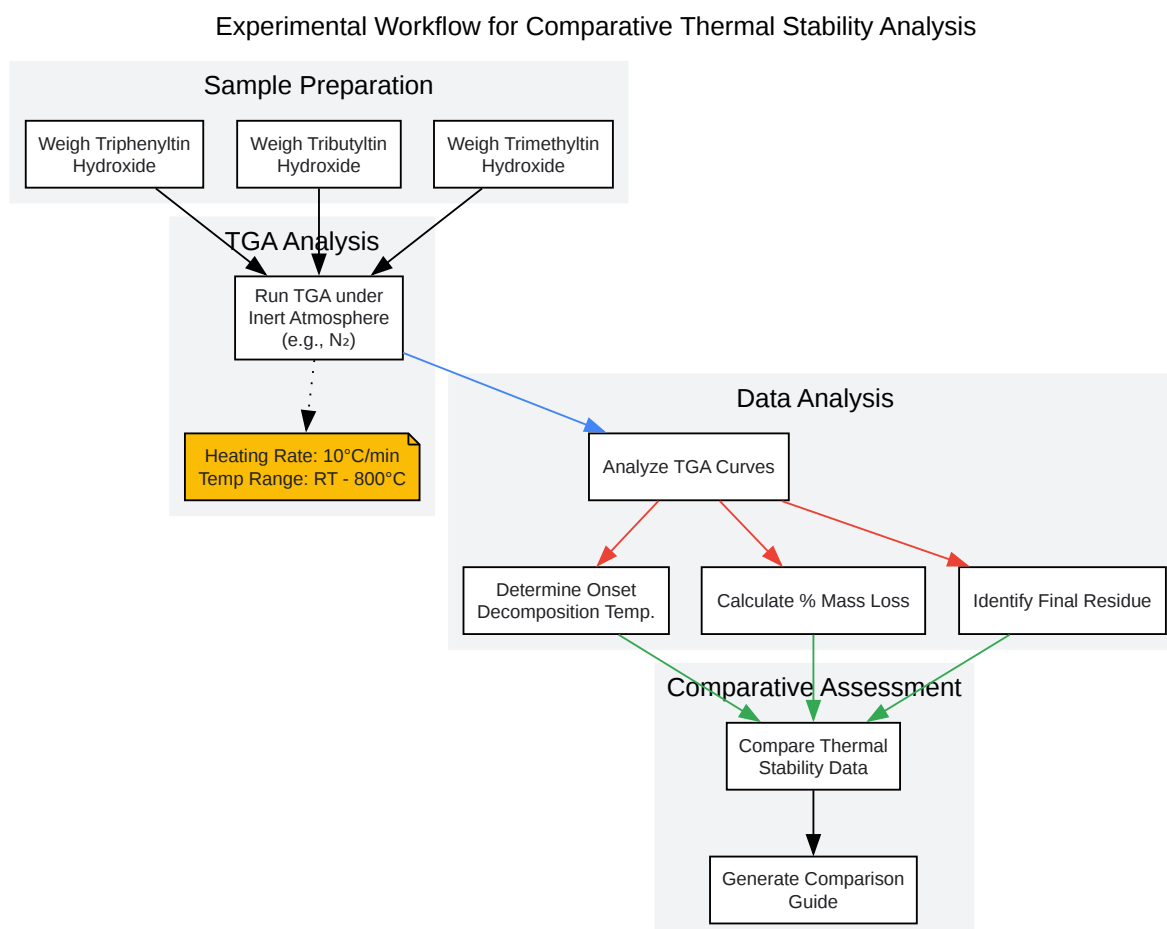 Experimental Workflow for Comparative Thermal Stability Analysis
Sample Preparation
Weigh Triphenyltin
Hydroxide
Weigh Tributyltin
Hydroxide
Weigh Trimethyltin
Hydroxide
TGA Analysis
Run TGA under
Inert Atmosphere
(e.g., N₂)
Heating Rate: 10°C/min
Temp Range: RT - 800°C
Data Analysis
Analyze TGA Curves
Determine Onset
Decomposition Temp.
Calculate % Mass Loss
Identify Final Residue
Comparative Assessment
Compare Thermal
Stability Data
Generate Comparison
Guide